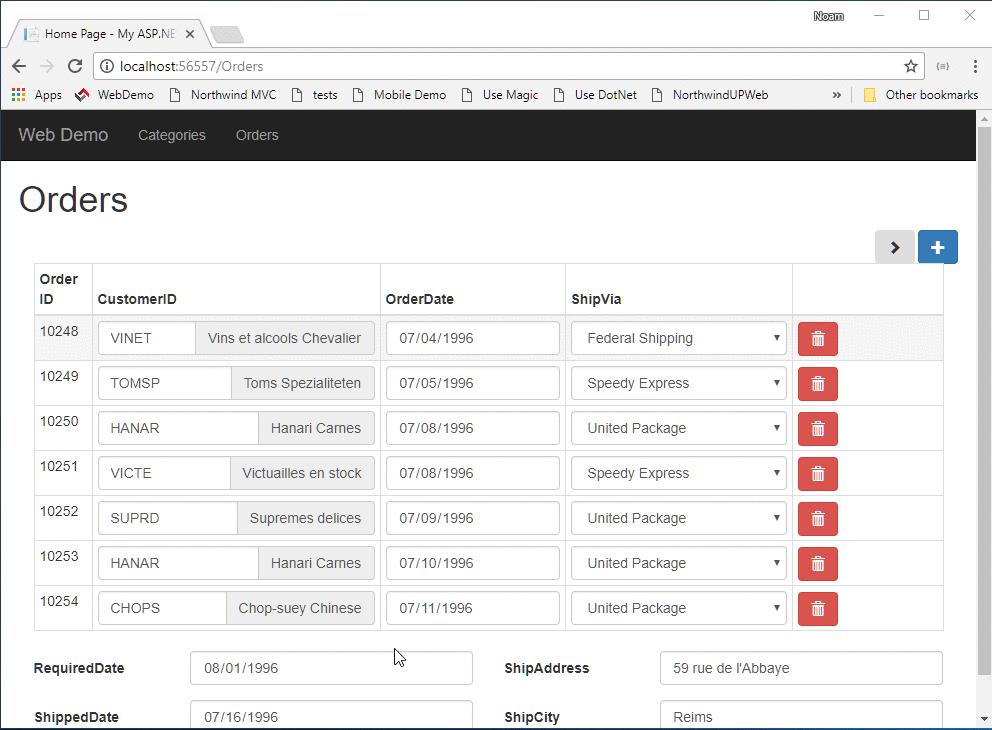 Noam
Home Page - My ASP.NE
localhost:56557/Orders
Apps WebDemo Northwind MVC tests Mobile Demo Use Magic Use DotNet NorthwindUPWeb » Other bookmarks
Web Demo Categories Orders
Orders
Order ID CustomerID OrderDate ShipVia
10248 VINET Vins et alcools Chevalier 07/04/1996 Federal Shipping
10249 TOMSP Toms Spezialiteten 07/05/1996 Speedy Express
10250 HANAR Hanari Carnes 07/08/1996 United Package
10251 VICTE Victuailles en stock 07/08/1996 Speedy Express
10252 SUPRD Supremes delices 07/09/1996 United Package
10253 HANAR Hanari Carnes 07/10/1996 United Package
10254 CHOPS Chop-suey Chinese 07/11/1996 United Package
RequiredDate 08/01/1996 ShipAddress 59 rue de l'Abbaye
ShippedDate 07/16/1996 ShipCity Reims